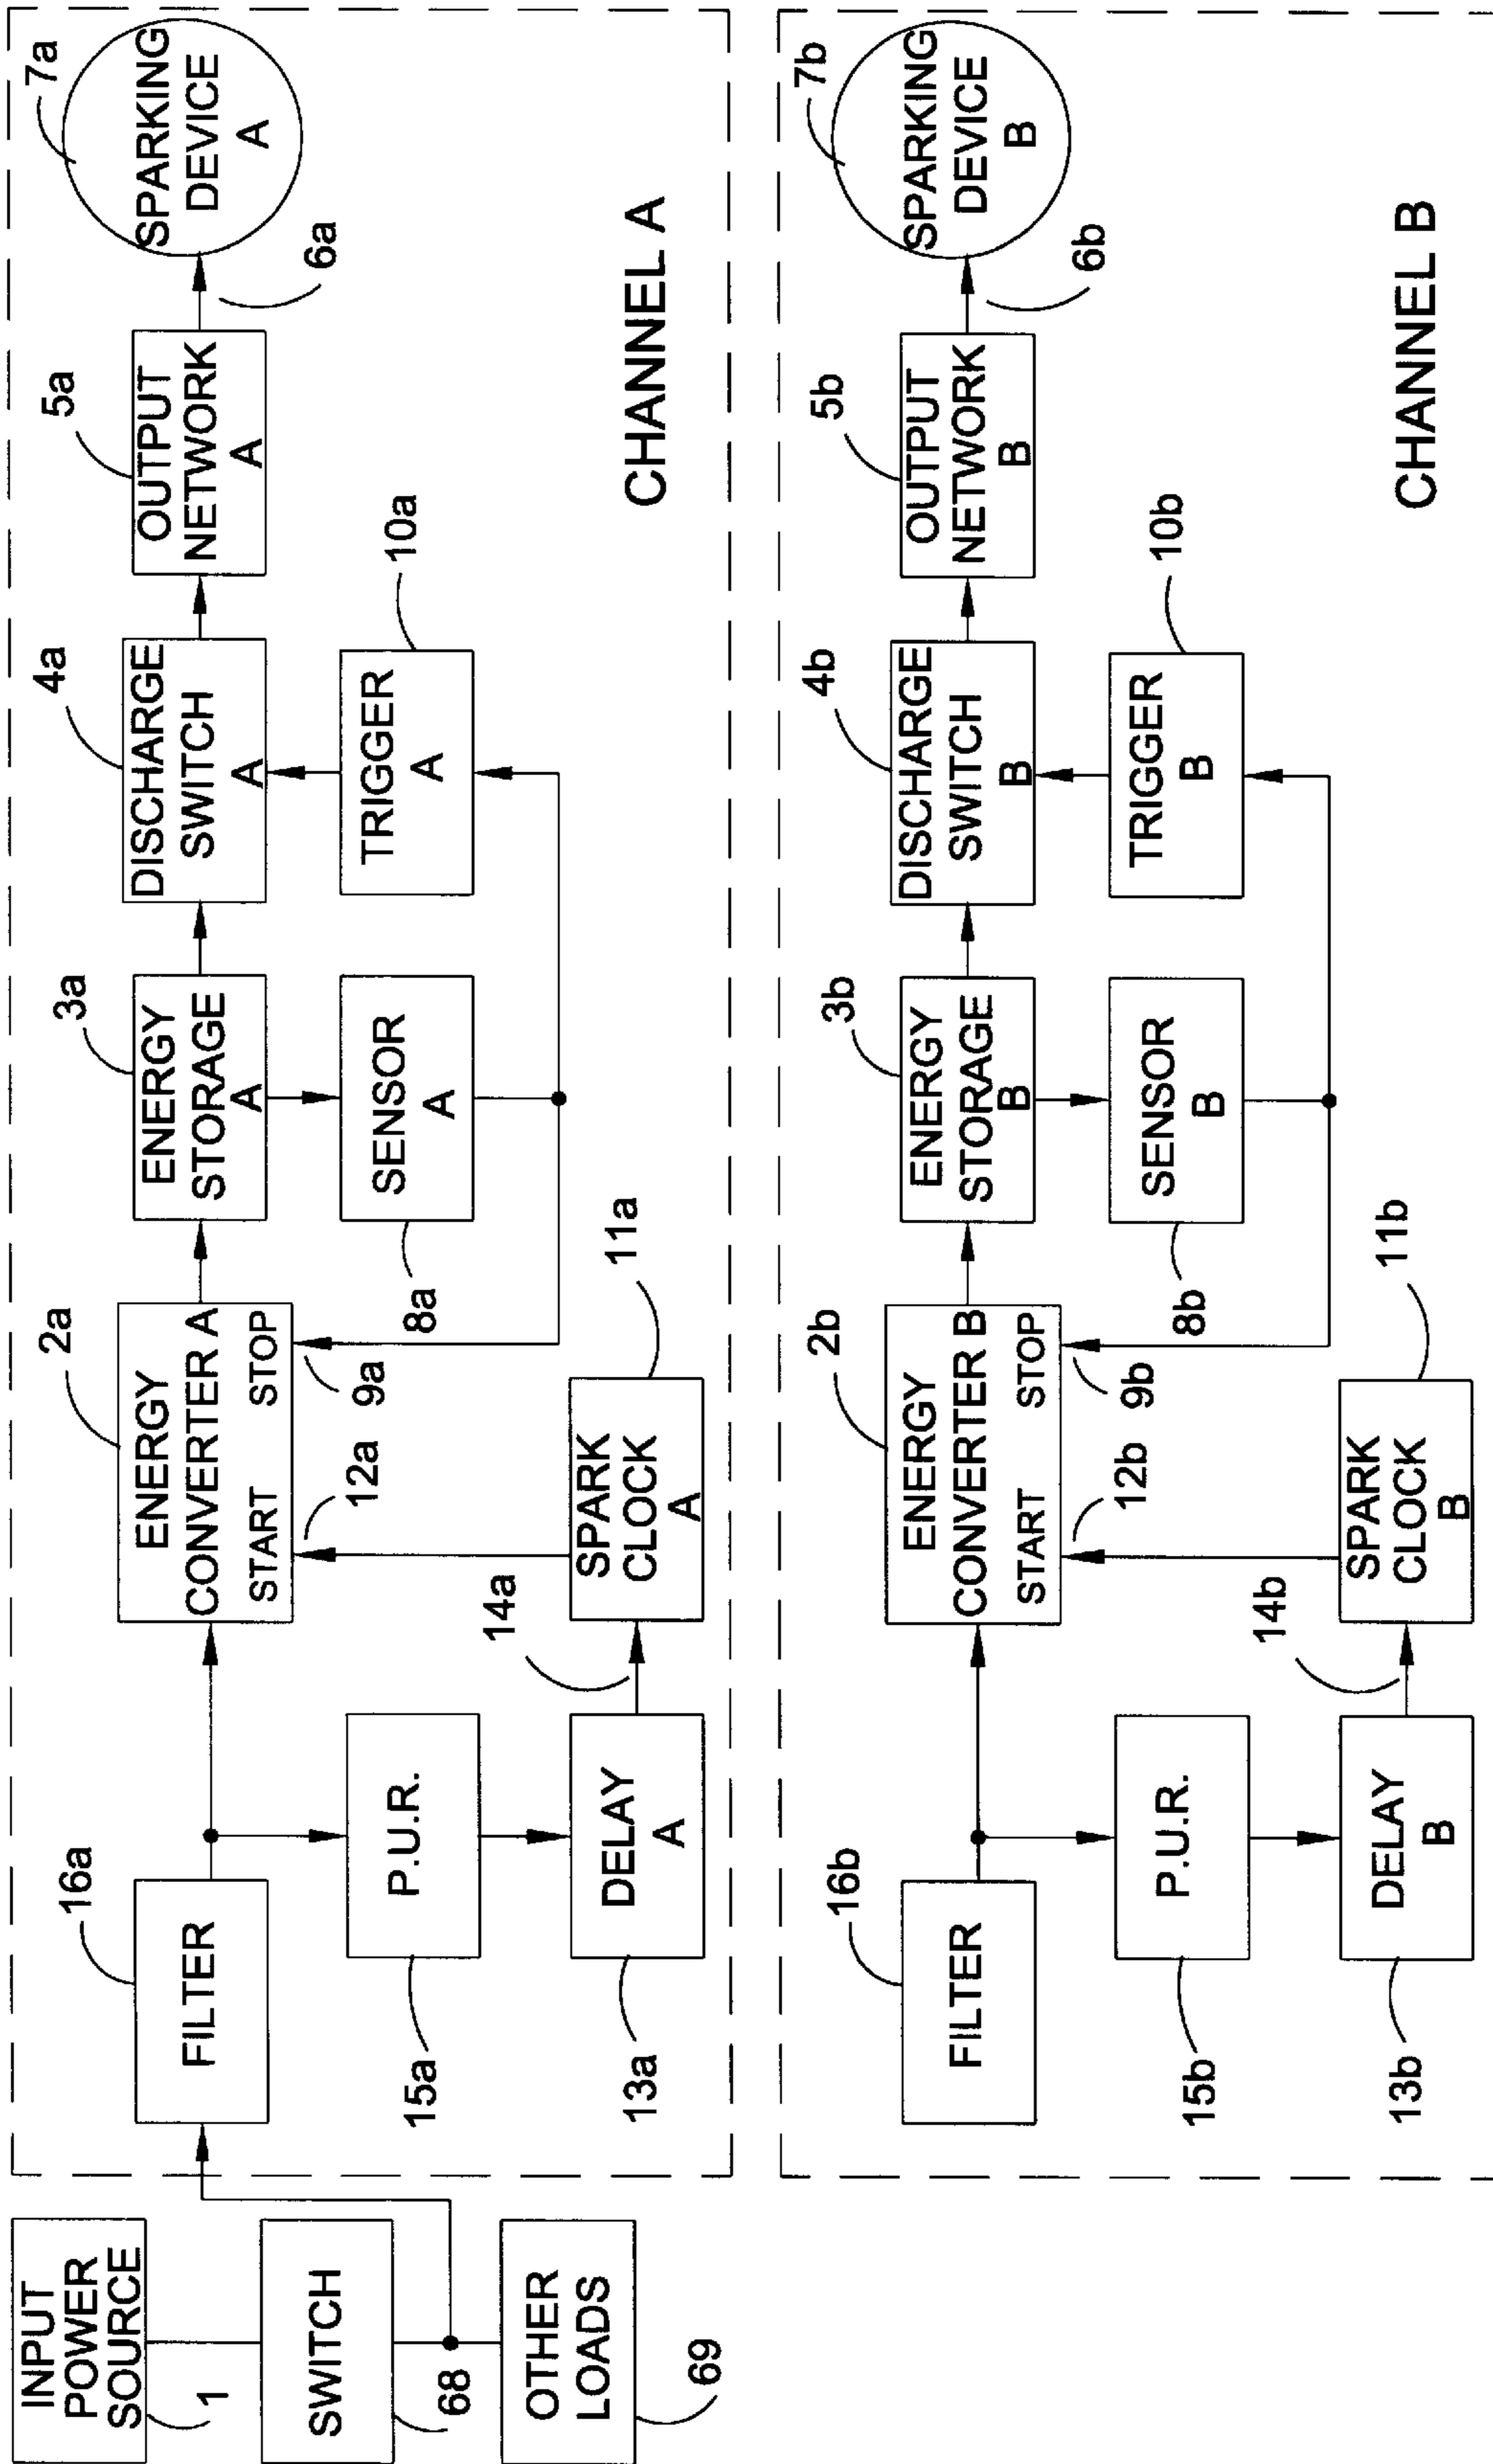 INPUT
POWER
SOURCE
1
SWITCH
68
OTHER
LOADS
69
16a
FILTER
P.U.R.
15a
DELAY
A
13a
14a
2a
ENERGY
CONVERTER A
START STOP
12a
9a
SPARK
CLOCK
A
11a
3a
ENERGY
STORAGE
A
SENSOR
A
8a
4a
DISCHARGE
SWITCH
A
TRIGGER
A
10a
5a
OUTPUT
NETWORK
A
6a
7a
SPARKING
DEVICE
A
CHANNEL A
16b
FILTER
P.U.R.
15b
DELAY
B
13b
14b
2b
ENERGY
CONVERTER B
START STOP
12b
9b
SPARK
CLOCK
B
11b
3b
ENERGY
STORAGE
B
SENSOR
B
8b
4b
DISCHARGE
SWITCH
B
TRIGGER
B
10b
5b
OUTPUT
NETWORK
B
6b
7b
SPARKING
DEVICE
B
CHANNEL B